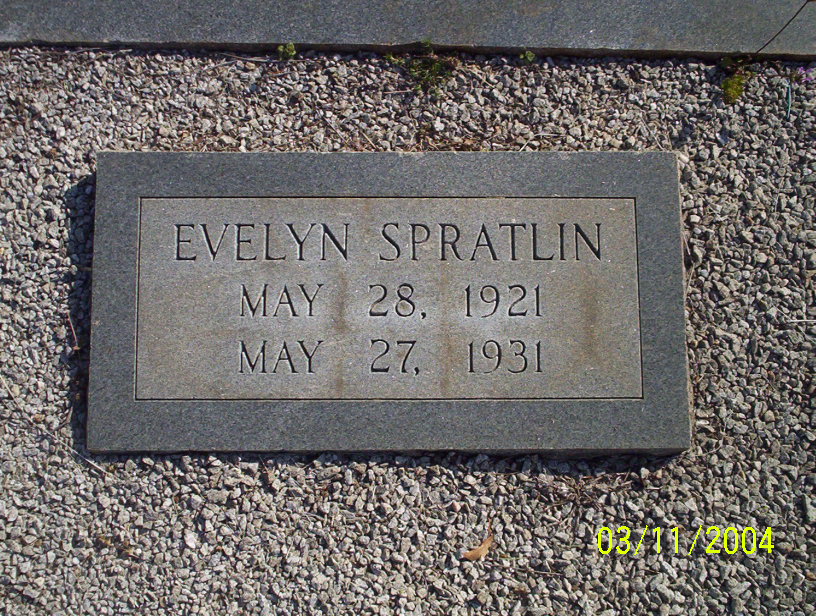 EVELYN SPRATLIN
MAY 28, 1921
MAY 27, 1931
03/11/2004